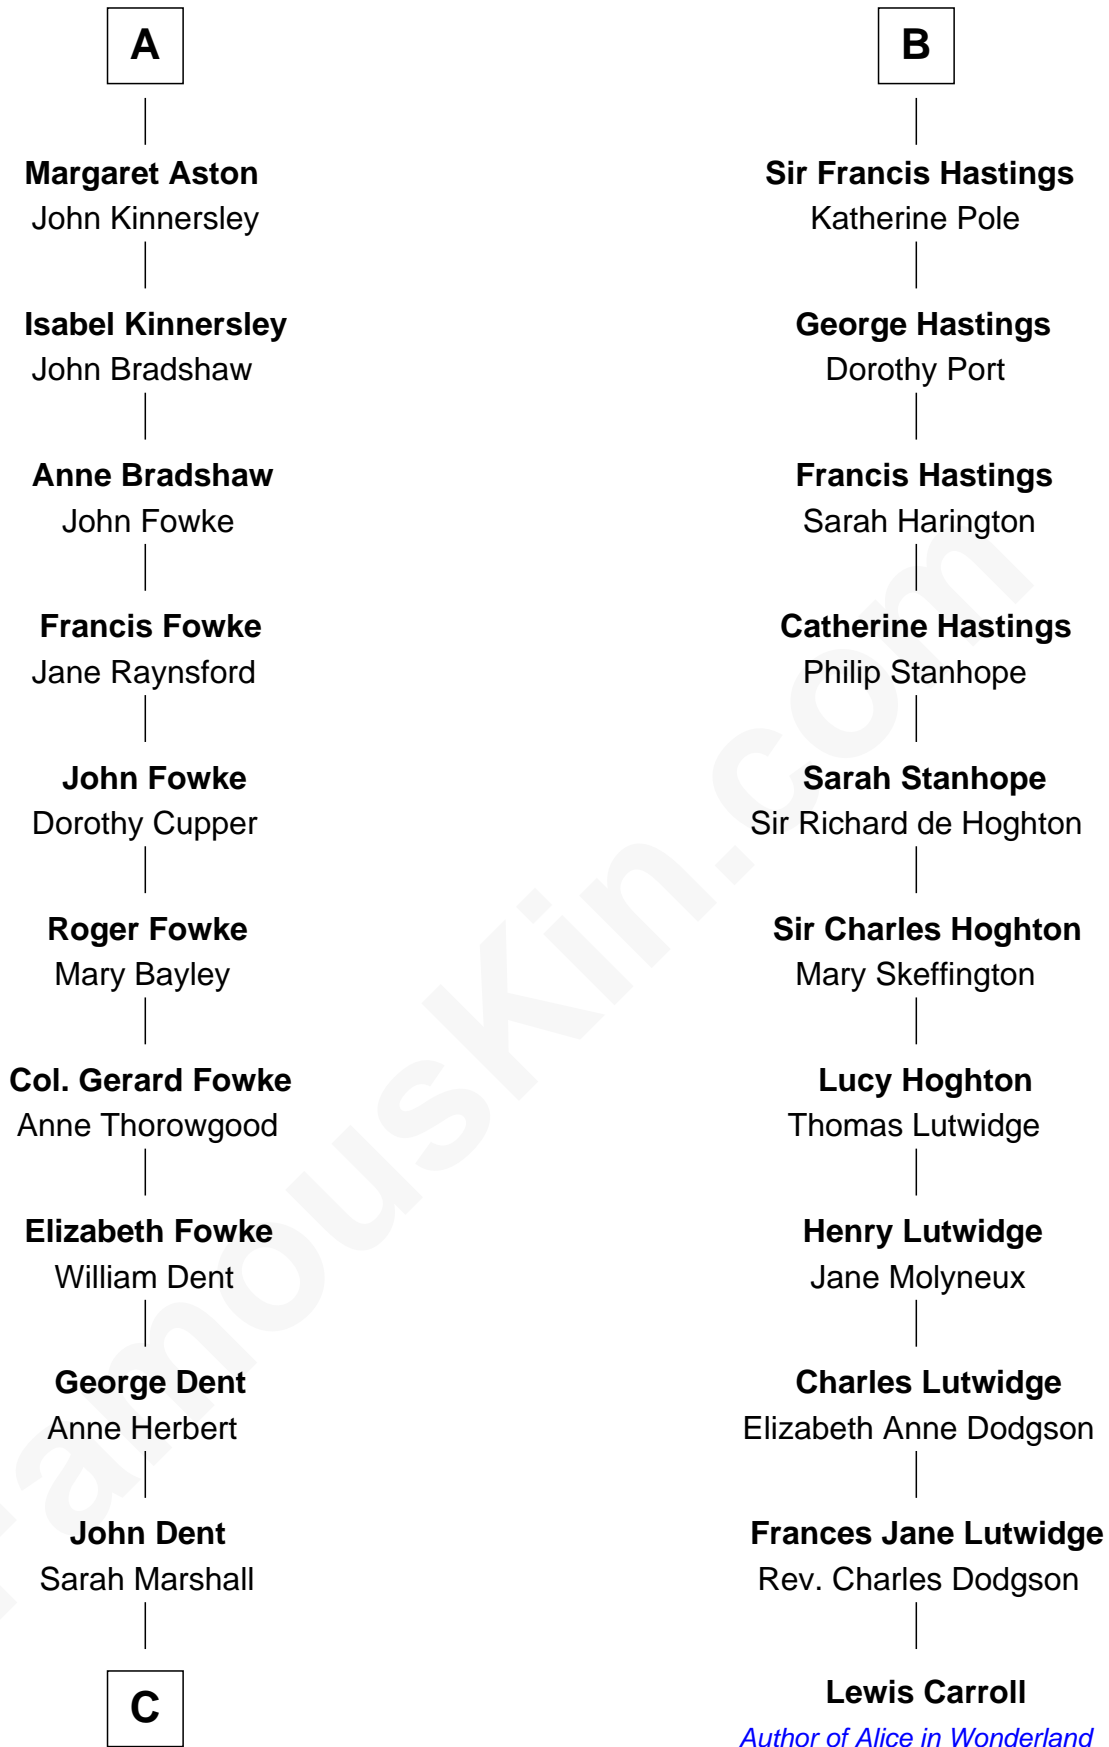 A
Margaret Aston
John Kinnersley
Isabel Kinnersley
John Bradshaw
Anne Bradshaw
John Fowke
Francis Fowke
Jane Raynsford
John Fowke
Dorothy Cupper
Roger Fowke
Mary Bayley
Col. Gerard Fowke
Anne Thorowgood
Elizabeth Fowke
William Dent
George Dent
Anne Herbert
John Dent
Sarah Marshall
C
B
Sir Francis Hastings
Katherine Pole
George Hastings
Dorothy Port
Francis Hastings
Sarah Harington
Catherine Hastings
Philip Stanhope
Sarah Stanhope
Sir Richard de Hoghton
Sir Charles Hoghton
Mary Skeffington
Lucy Hoghton
Thomas Lutwidge
Henry Lutwidge
Jane Molyneux
Charles Lutwidge
Elizabeth Anne Dodgson
Frances Jane Lutwidge
Rev. Charles Dodgson
Lewis Carroll
Author of Alice in Wonderland
FamousKin.com